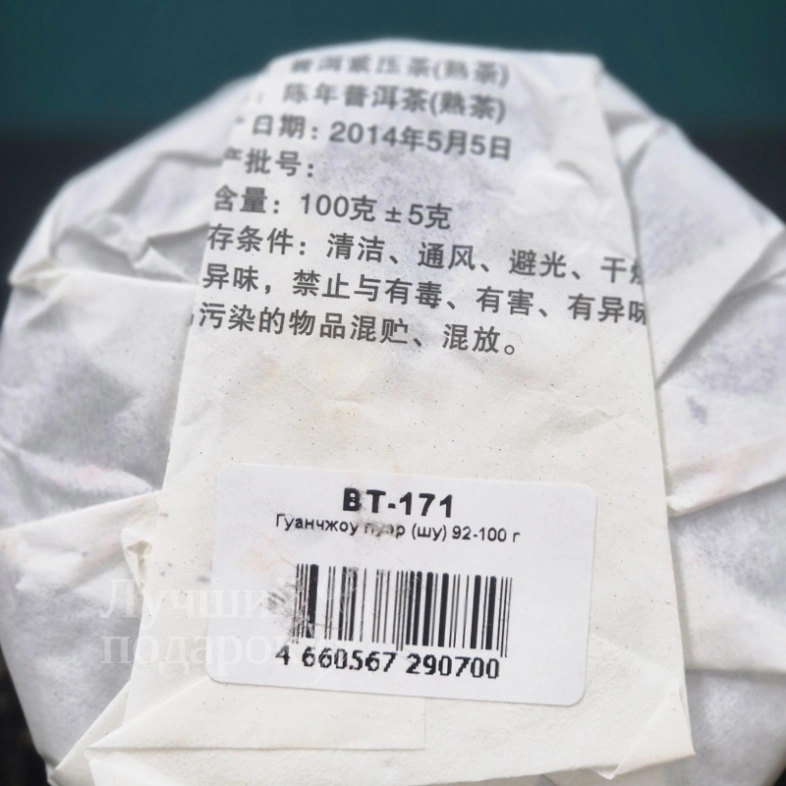 普洱紧压茶(熟茶)
：陈年普洱茶(熟茶)
日期：2014年5月5日
产批号：
含量：100克±5克
存条件：清洁、通风、避光、干燥
异味，禁止与有毒、有害、有异味
污染的物品混贮、混放。
BT-171
Гуанчжоу пуэр (шу) 92-100 г
4 660567 290700
Лучший
подарок